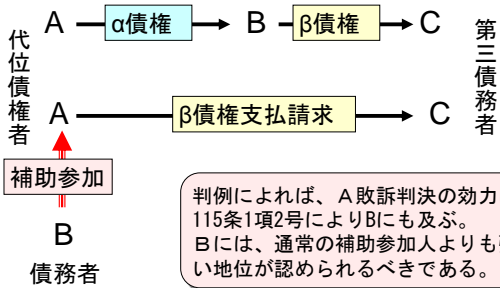 A α債権 B β債権 C
代位債権者
第三債務者
A β債権支払請求 C
補助参加
B
債務者
判例によれば、A敗訴判決の効力
115条1項2号によりBにも及ぶ。
Bには、通常の補助参加人よりも
い地位が認められるべきである。